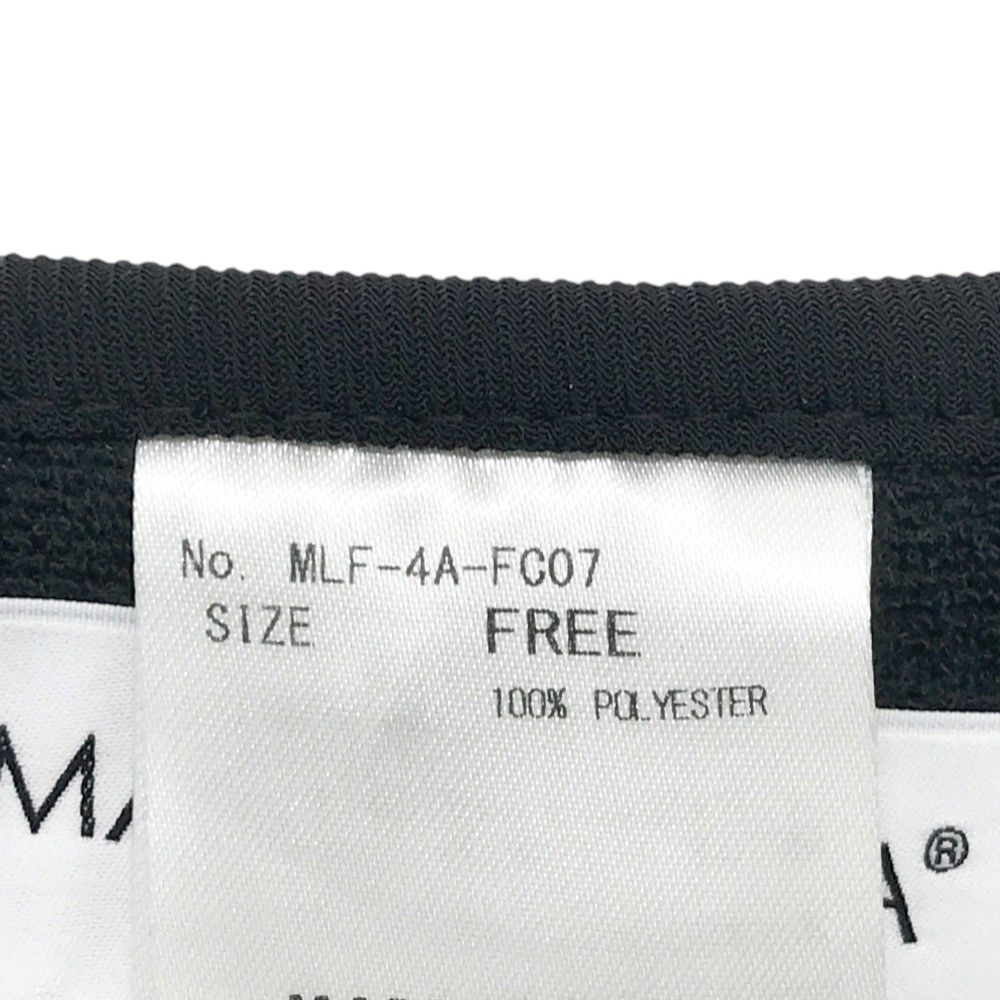 No. MLF-4A-FC07
SIZE FREE
100% POLYESTER